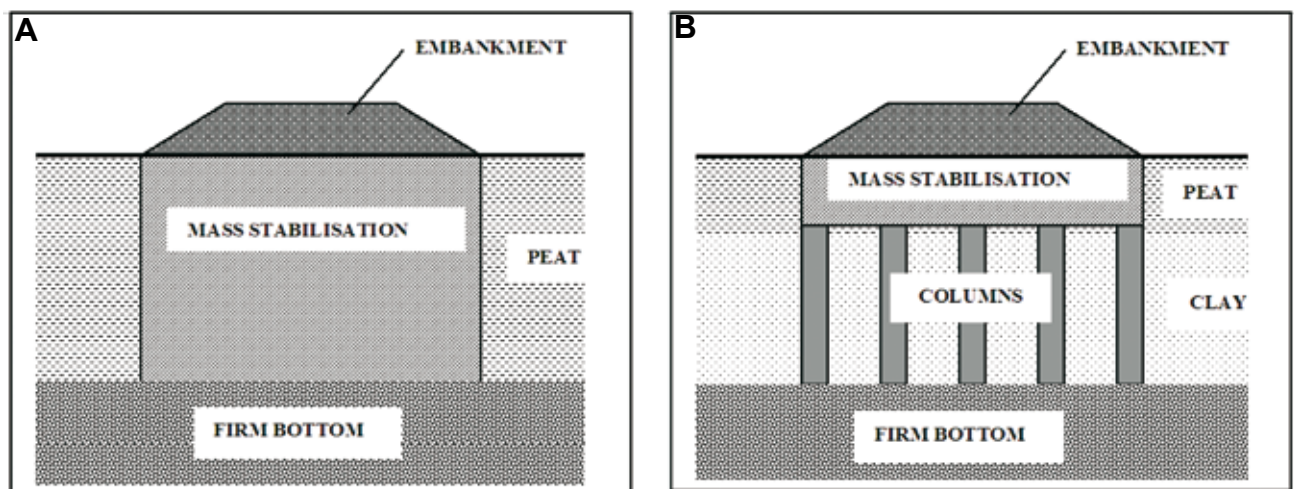 A
EMBANKMENT
MASS STABILISATION
PEAT
FIRM BOTTOM
B
EMBANKMENT
MASS STABILISATION
PEAT
COLUMNS
CLAY
FIRM BOTTOM